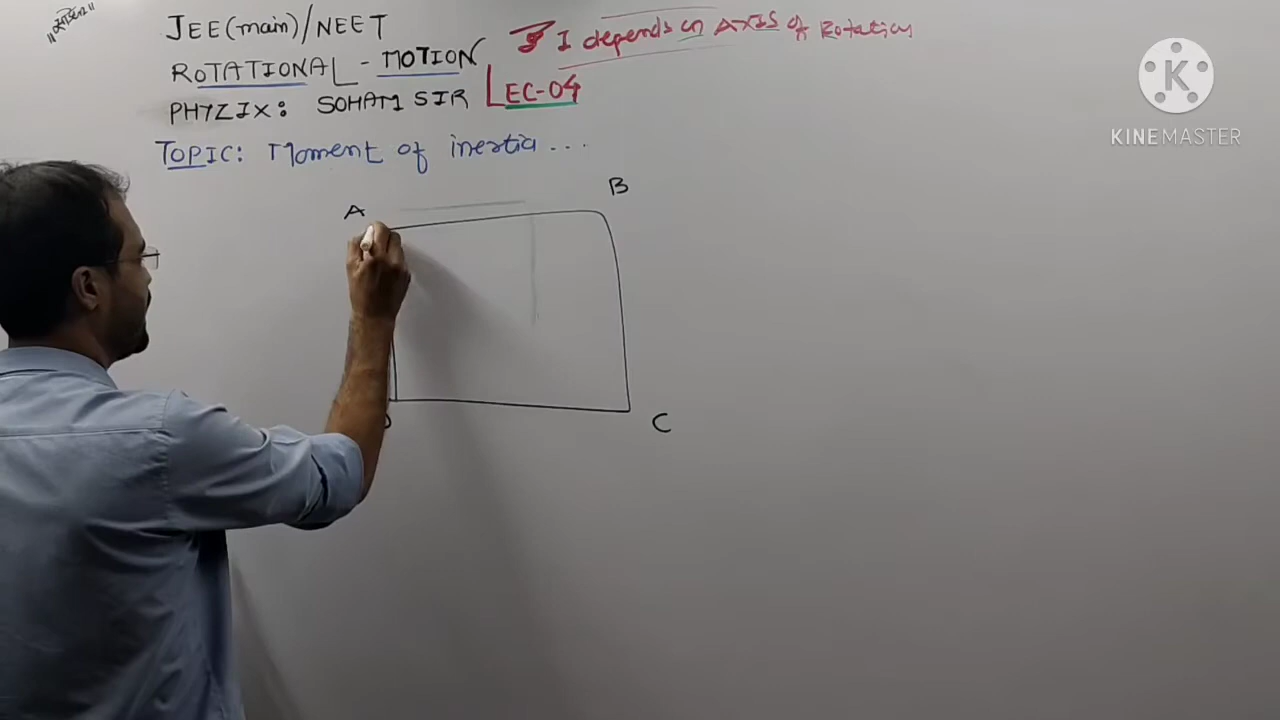 "साहिल"
JEE(main)/NEET
ROTATIONAL - MOTION
PHYZIX: SOHAM SIR
LEC-04
I depends on AXIS of Rotation
TOPIC: Moment of inertia ...
A
B
C
K
KINEMASTER